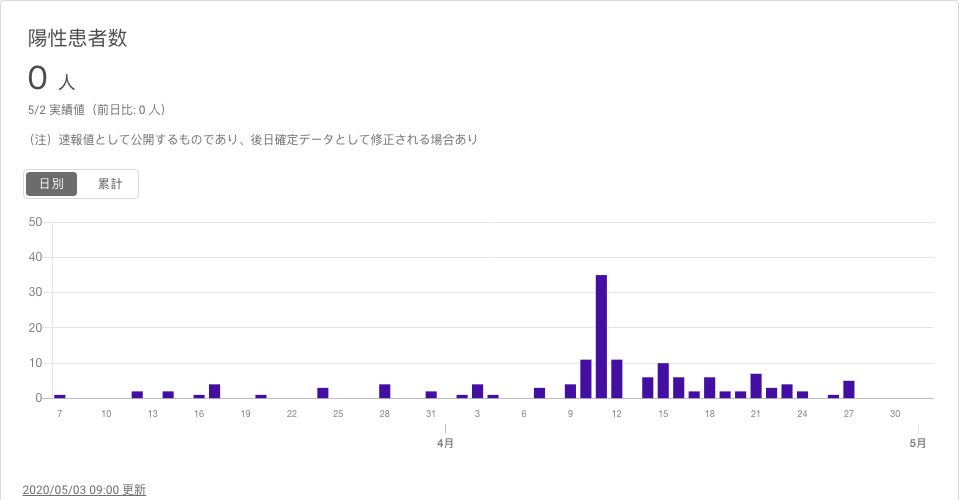 陽性患者数
0 人
5/2 実績値（前日比: 0 人）
（注）速報値として公開するものであり、後日確定データとして修正される場合あり
日別 累計
50
40
30
20
10
0
7 10 13 16 19 22 25 28 31 3 6 9 12 15 18 21 24 27 30
4月 5月
2020/05/03 09:00 更新